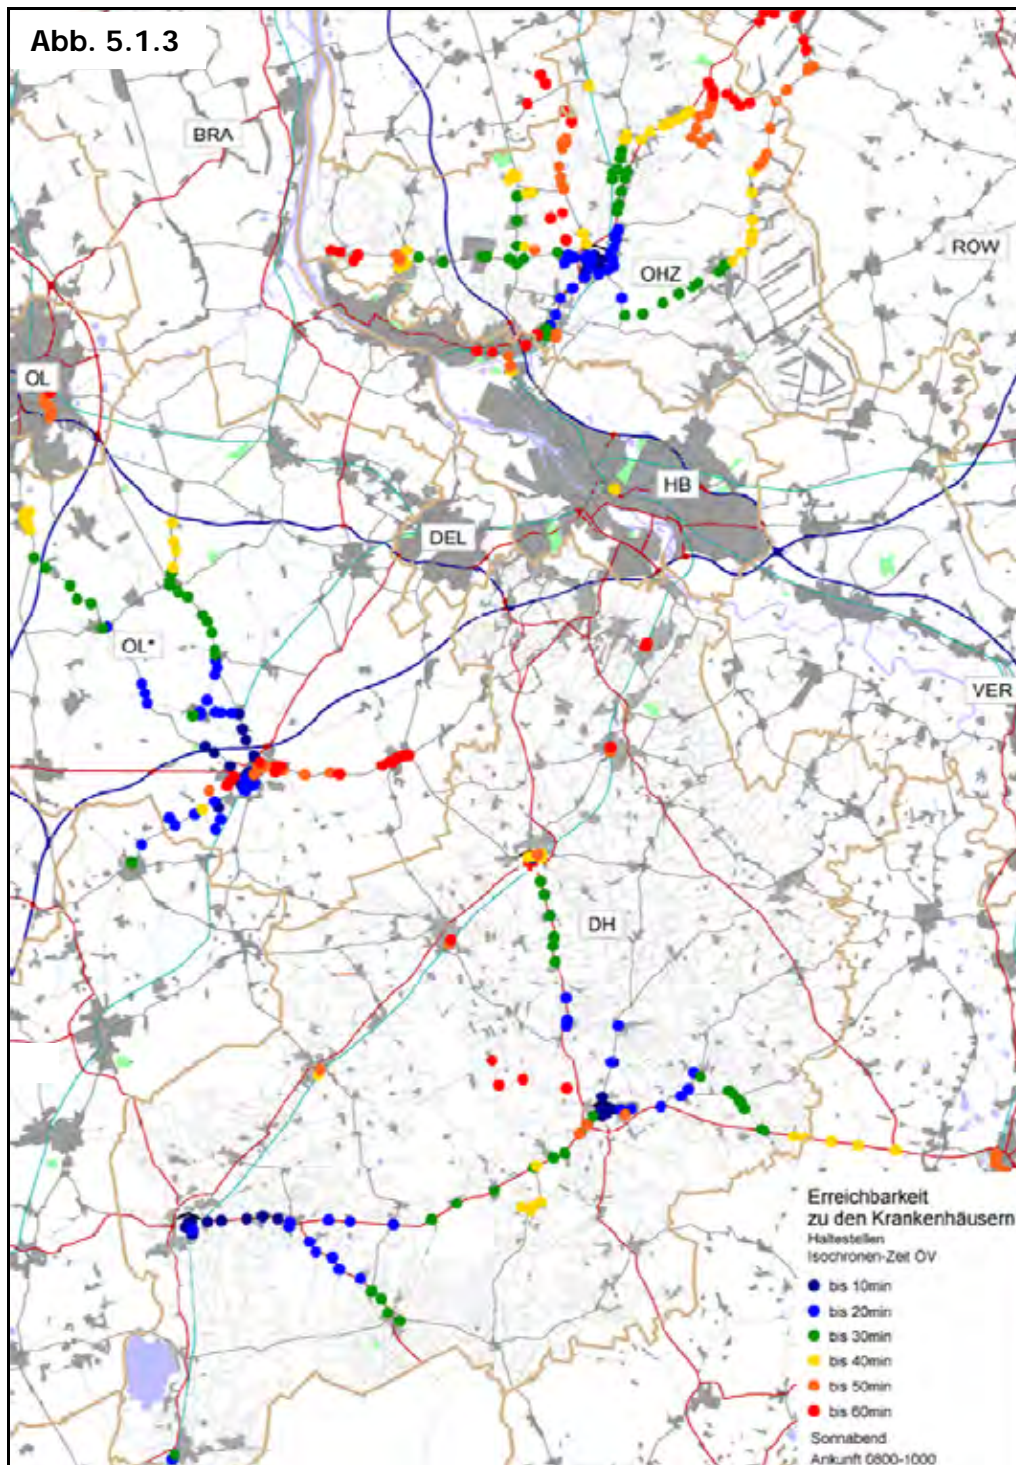 Abb. 5.1.3
BRA
ROW
OHZ
OL
HB
DEL
OL*
VER
DH
Erreichbarkeit
zu den Krankenhäusern
Haltestellen
Isochronen-Zeit ÖV
bis 10min
bis 20min
bis 30min
bis 40min
bis 50min
bis 60min
Sonnabend
Ankunft 0800-1000